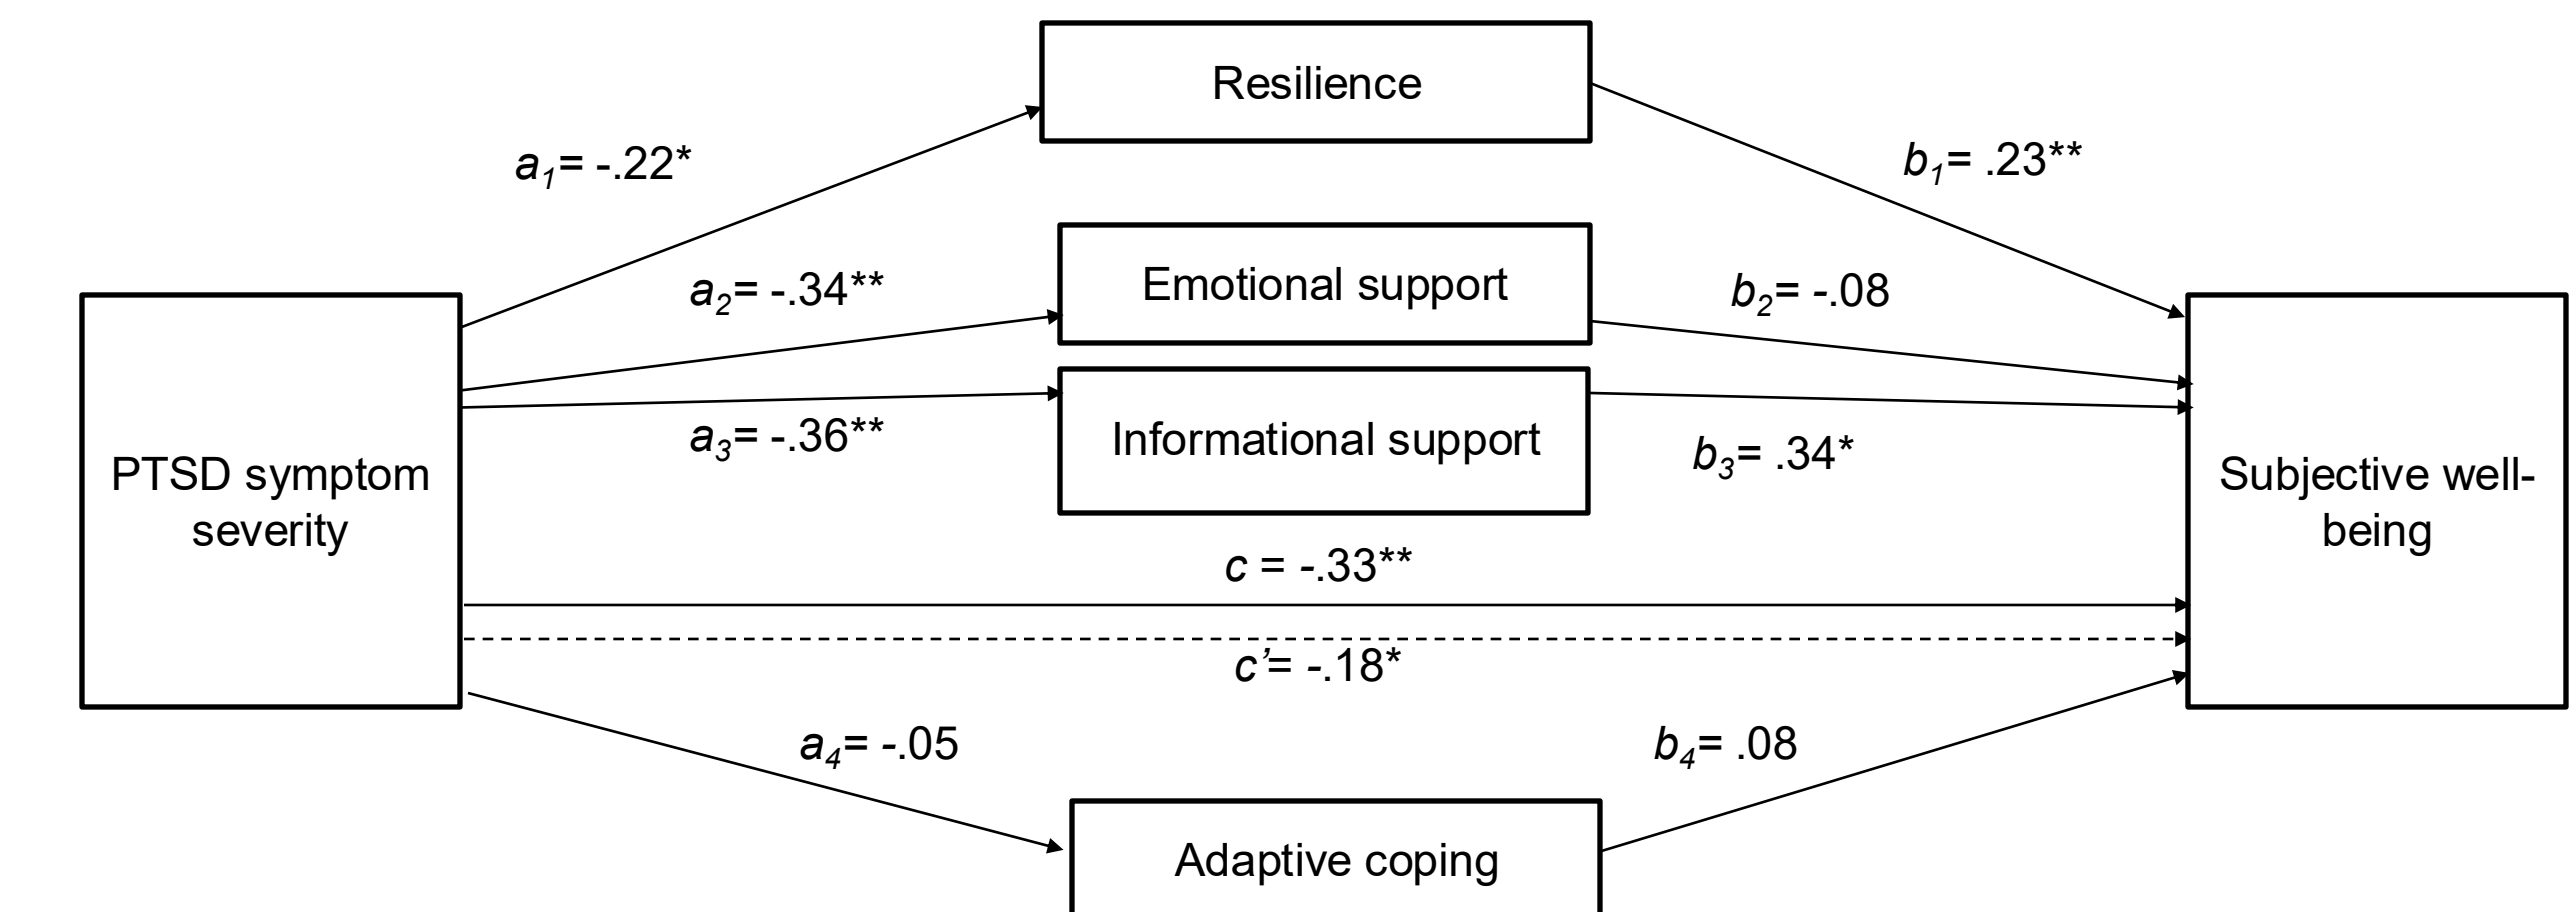 Resilience
a1= -.22*
b1= .23**
Emotional support
a2= -.34**
b2= -.08
Informational support
a3= -.36**
b3= .34*
PTSD symptom
severity
Subjective well-
being
c = -.33**
c’= -.18*
a4= -.05
b4= .08
Adaptive coping